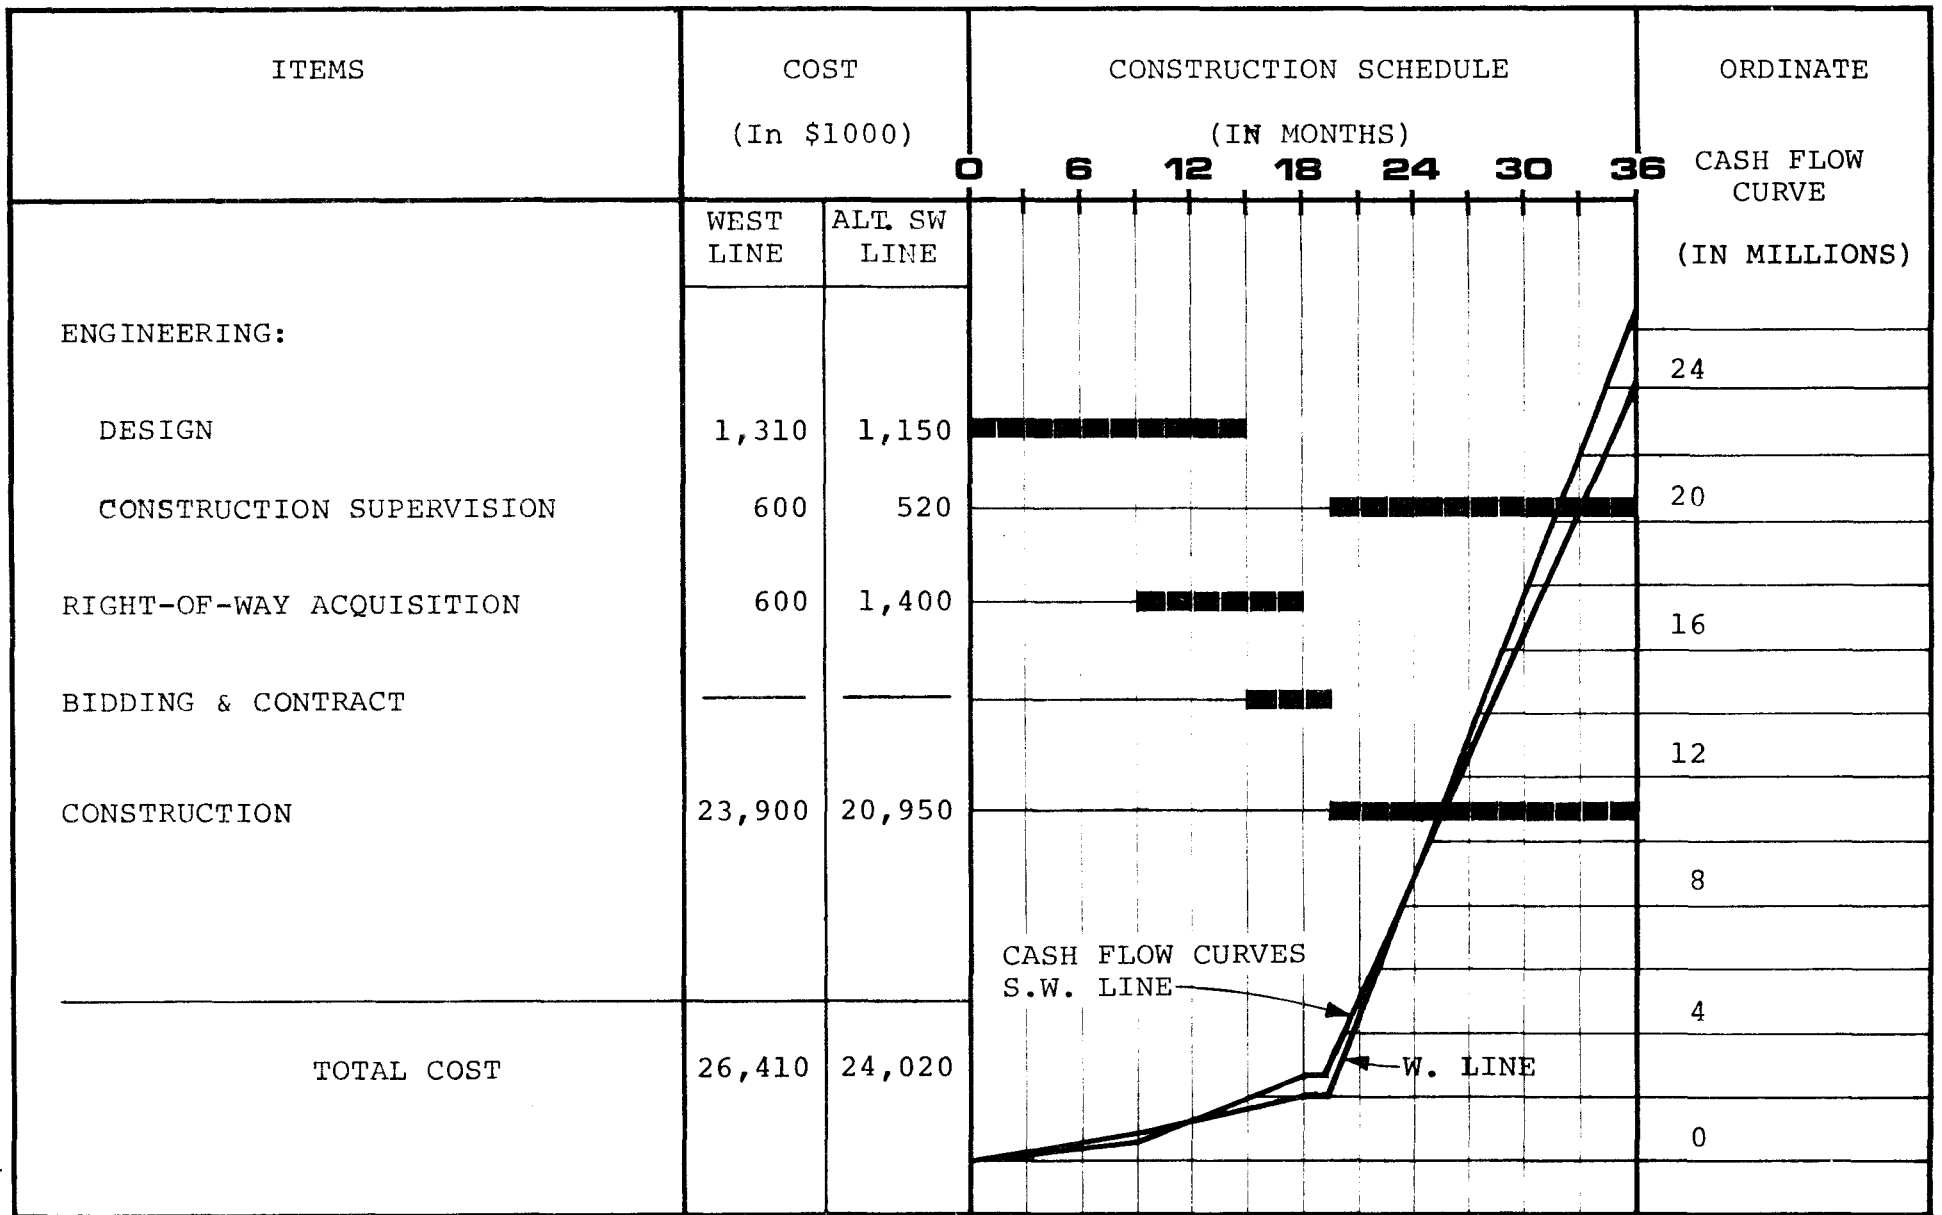 ITEMS
COST
(In $1000)
CONSTRUCTION SCHEDULE
(IN MONTHS)
0 6 12 18 24 30 36
ORDINATE
CASH FLOW
CURVE
(IN MILLIONS)
WEST
LINE
ALT. SW
LINE
ENGINEERING:
DESIGN 1,310 1,150
CONSTRUCTION SUPERVISION 600 520
RIGHT-OF-WAY ACQUISITION 600 1,400
BIDDING & CONTRACT
CONSTRUCTION 23,900 20,950
TOTAL COST 26,410 24,020
CASH FLOW CURVES
S.W. LINE
W. LINE
24
20
16
12
8
4
0